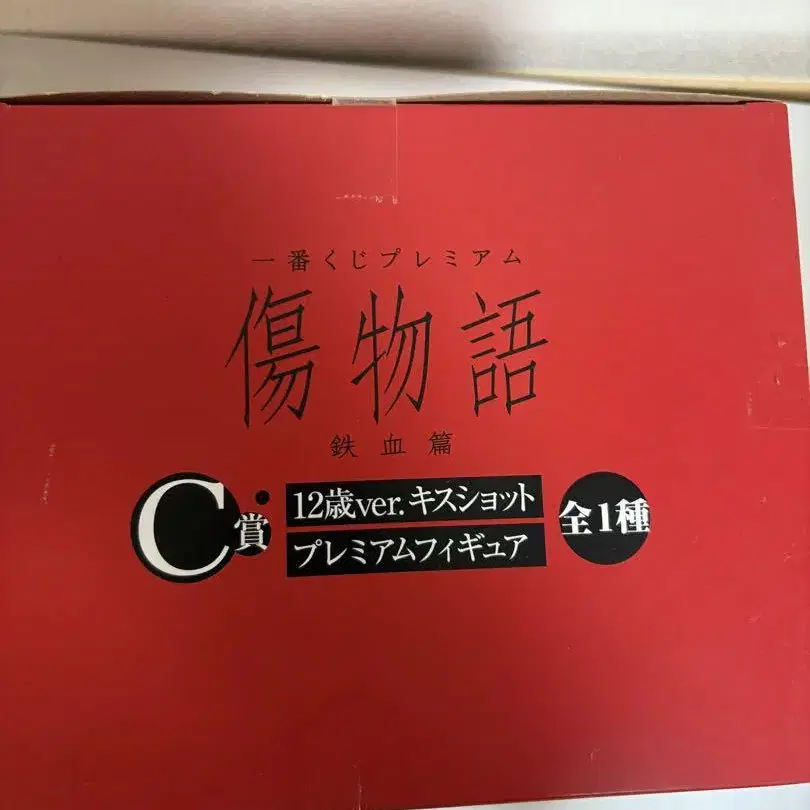 一番くじプレミアム
傷物語
鉄血篇
C賞
12歳ver.キスショット
プレミアムフィギュア
全1種